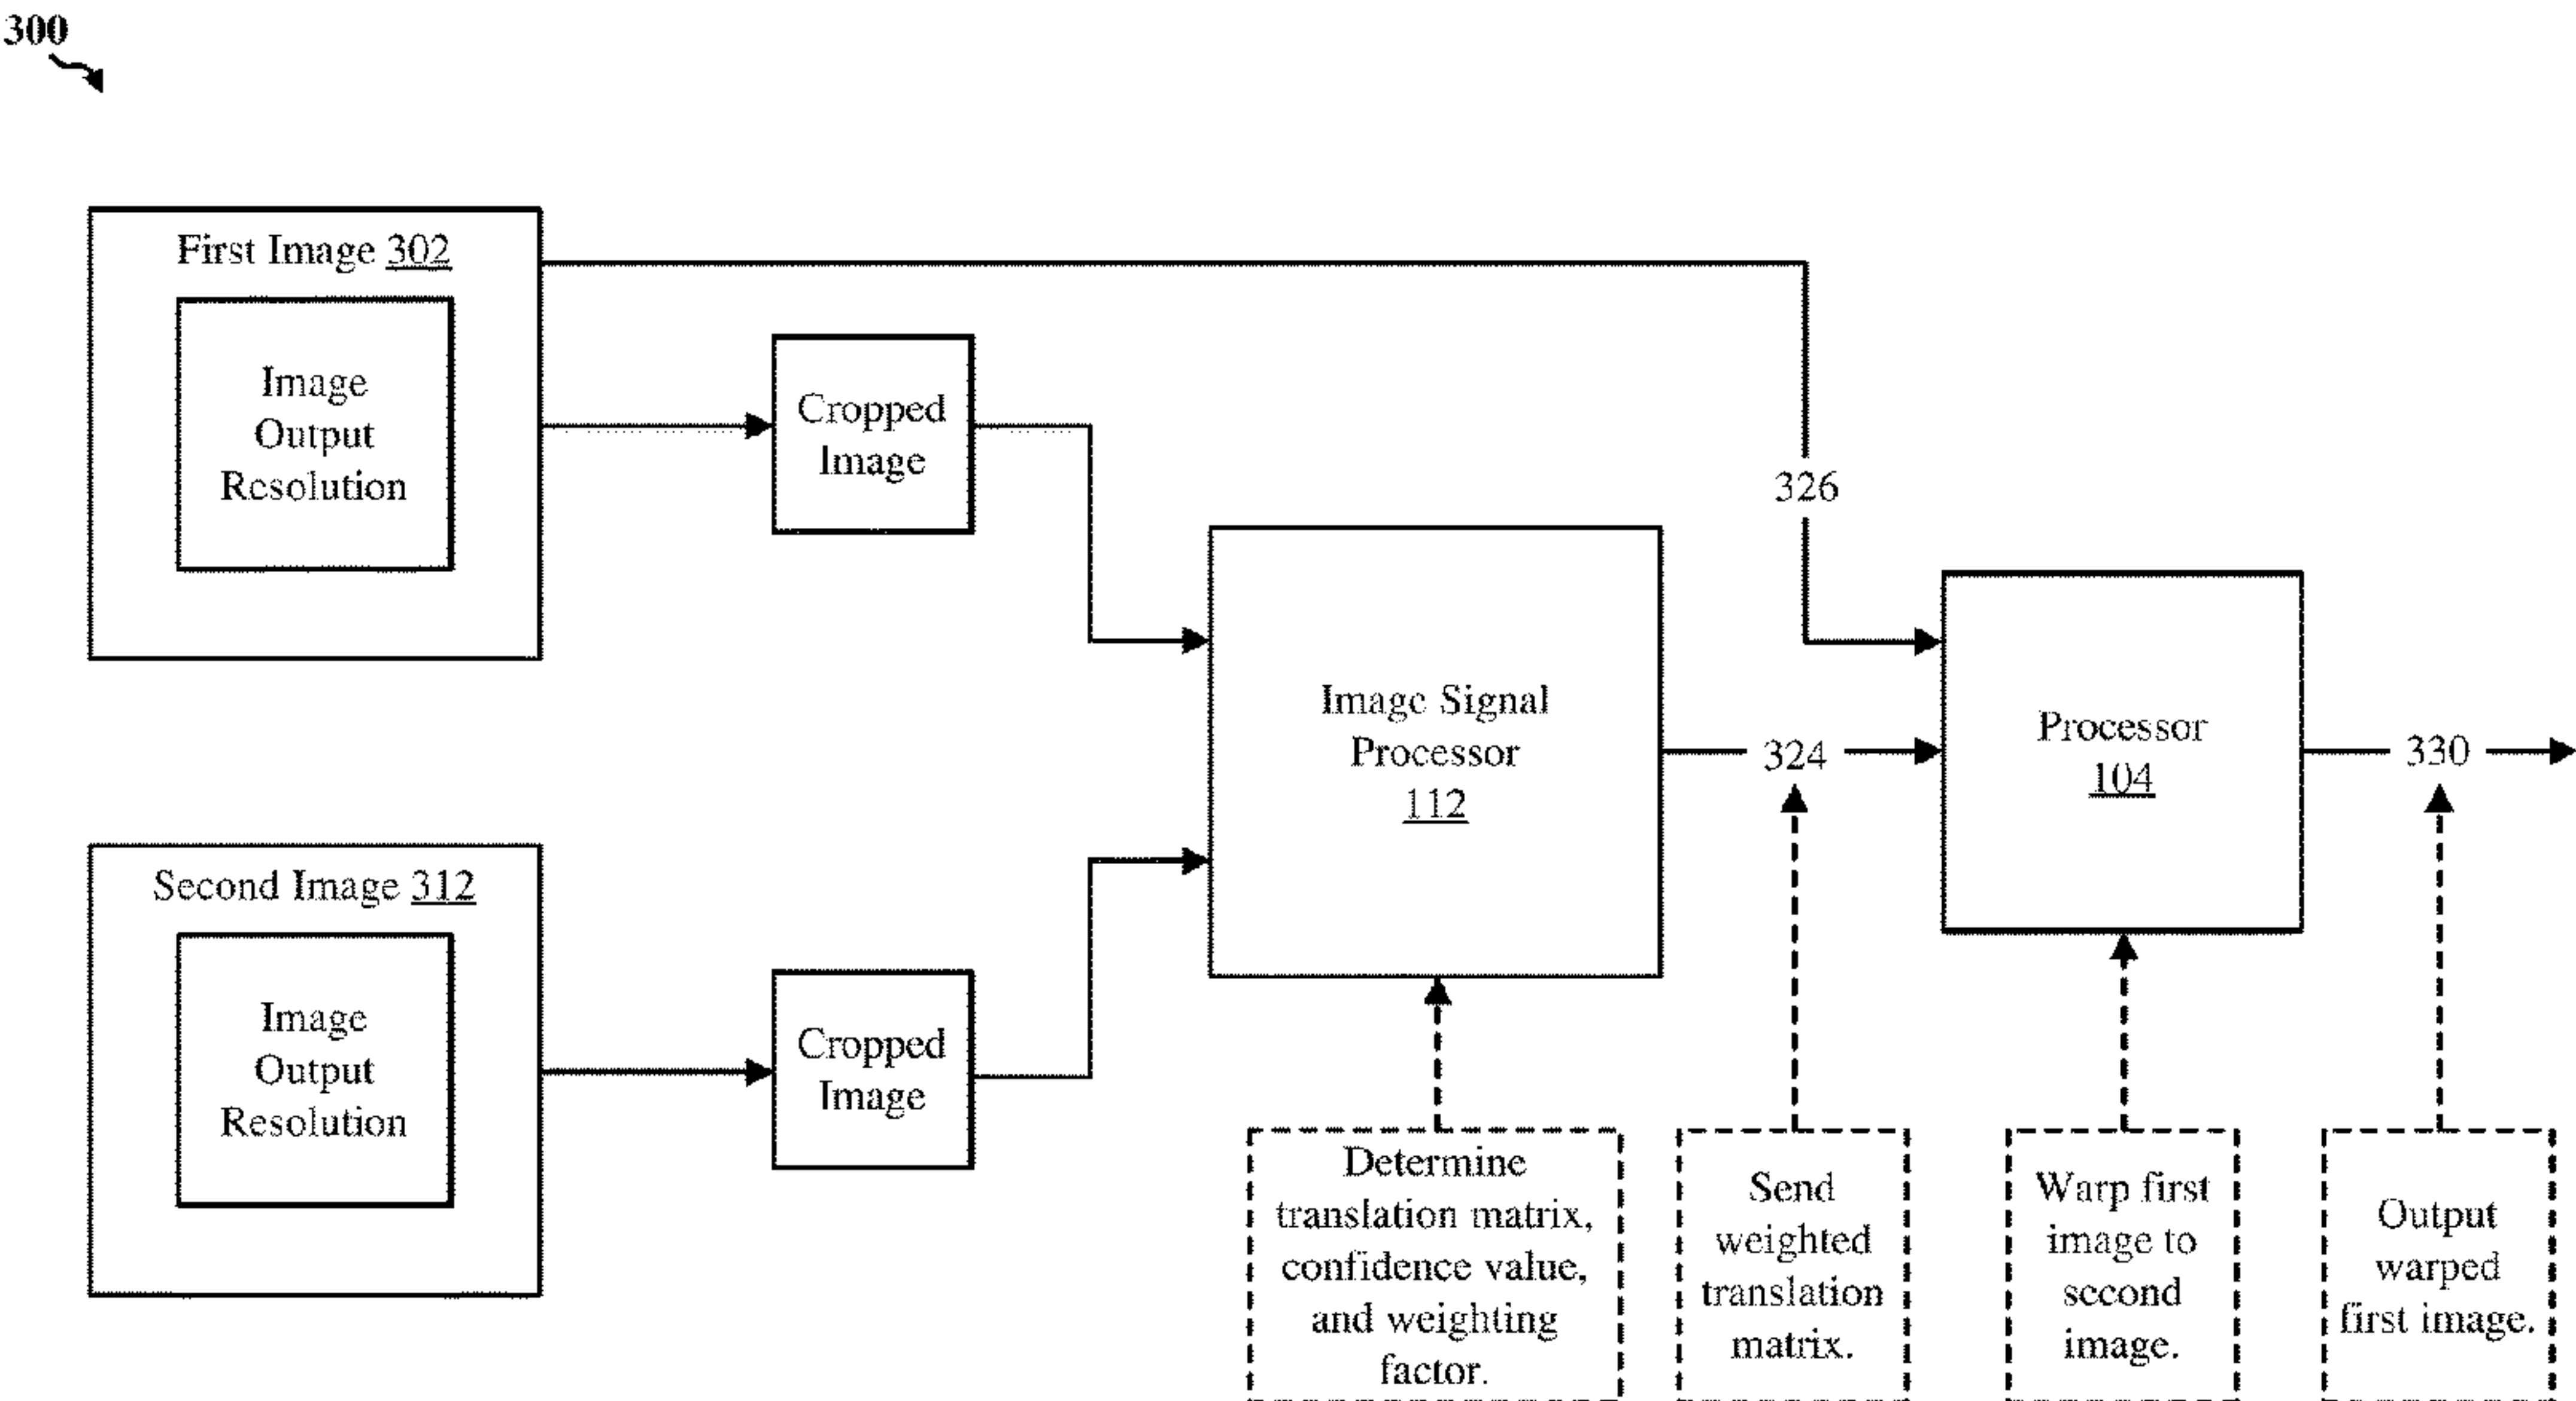 300
First Image 302
Image
Output
Resolution
Cropped
Image
326
Image Signal
Processor
112
324
Processor
104
330
Second Image 312
Image
Output
Resolution
Cropped
Image
Determine
translation matrix,
confidence value,
and weighting
factor.
Send
weighted
translation
matrix.
Warp first
image to
second
image.
Output
warped
first image.